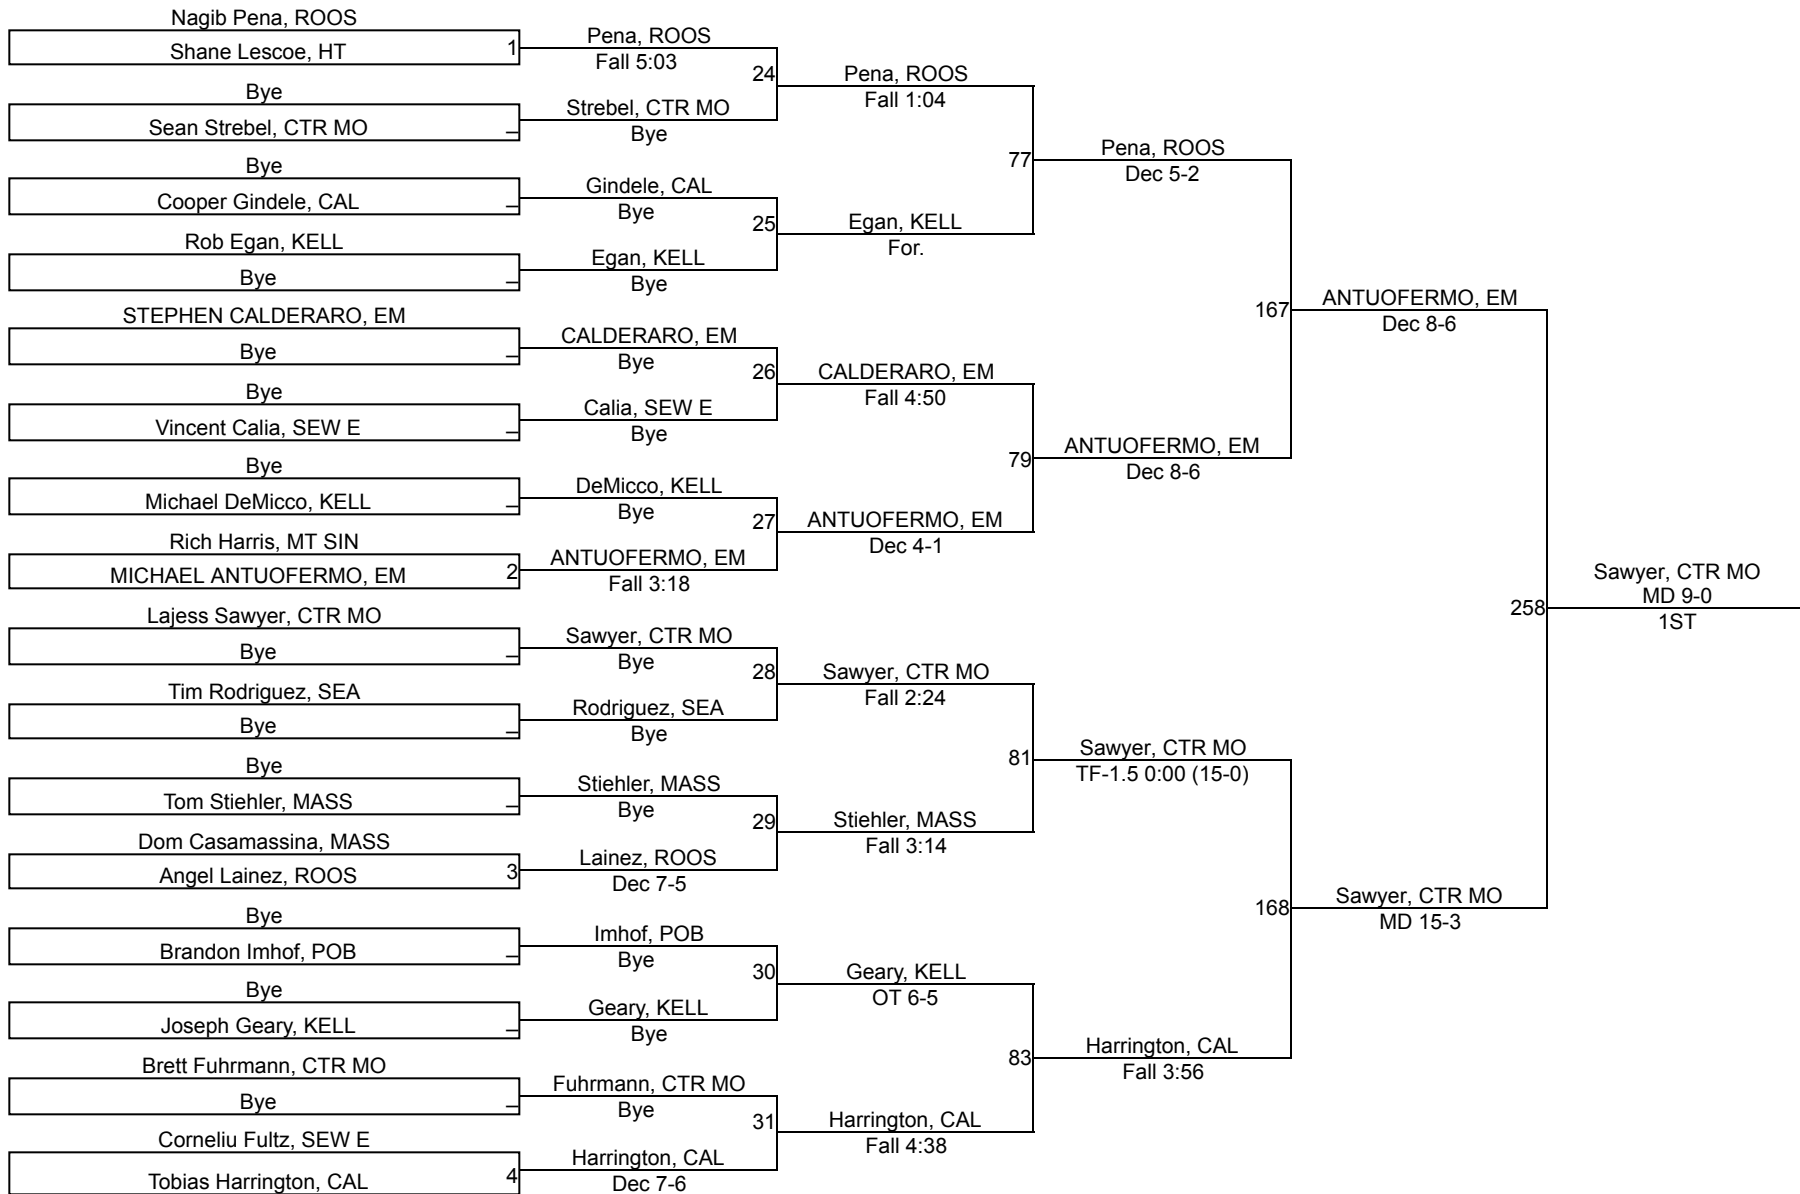 Nagib Pena, ROOS
Shane Lescoe, HT
1
Bye
Sean Strebel, CTR MO
_
Bye
Cooper Gindele, CAL
_
Rob Egan, KELL
Bye
_
STEPHEN CALDERARO, EM
Bye
_
Bye
Vincent Calia, SEW E
_
Bye
Michael DeMicco, KELL
_
Rich Harris, MT SIN
MICHAEL ANTUOFERMO, EM
2
Lajess Sawyer, CTR MO
Bye
_
Tim Rodriguez, SEA
Bye
_
Bye
Tom Stiehler, MASS
_
Dom Casamassina, MASS
Angel Lainez, ROOS
3
Bye
Brandon Imhof, POB
_
Bye
Joseph Geary, KELL
_
Brett Fuhrmann, CTR MO
Bye
_
Corneliu Fultz, SEW E
Tobias Harrington, CAL
4
Pena, ROOS
Fall 5:03
24
Strebel, CTR MO
Bye
Gindele, CAL
Bye
25
Egan, KELL
Bye
CALDERARO, EM
Bye
26
Calia, SEW E
Bye
DeMicco, KELL
Bye
27
ANTUOFERMO, EM
Fall 3:18
Sawyer, CTR MO
Bye
28
Rodriguez, SEA
Bye
Stiehler, MASS
Bye
29
Lainez, ROOS
Dec 7-5
Imhof, POB
Bye
30
Geary, KELL
Bye
Fuhrmann, CTR MO
Bye
31
Harrington, CAL
Dec 7-6
Pena, ROOS
Fall 1:04
77
Egan, KELL
For.
CALDERARO, EM
Fall 4:50
79
ANTUOFERMO, EM
Dec 4-1
Sawyer, CTR MO
Fall 2:24
81
Stiehler, MASS
Fall 3:14
Geary, KELL
OT 6-5
83
Harrington, CAL
Fall 4:38
Pena, ROOS
Dec 5-2
167
ANTUOFERMO, EM
Dec 8-6
Sawyer, CTR MO
TF-1.5 0:00 (15-0)
168
Harrington, CAL
Fall 3:56
ANTUOFERMO, EM
Dec 8-6
258
Sawyer, CTR MO
MD 15-3
Sawyer, CTR MO
MD 9-0
1ST